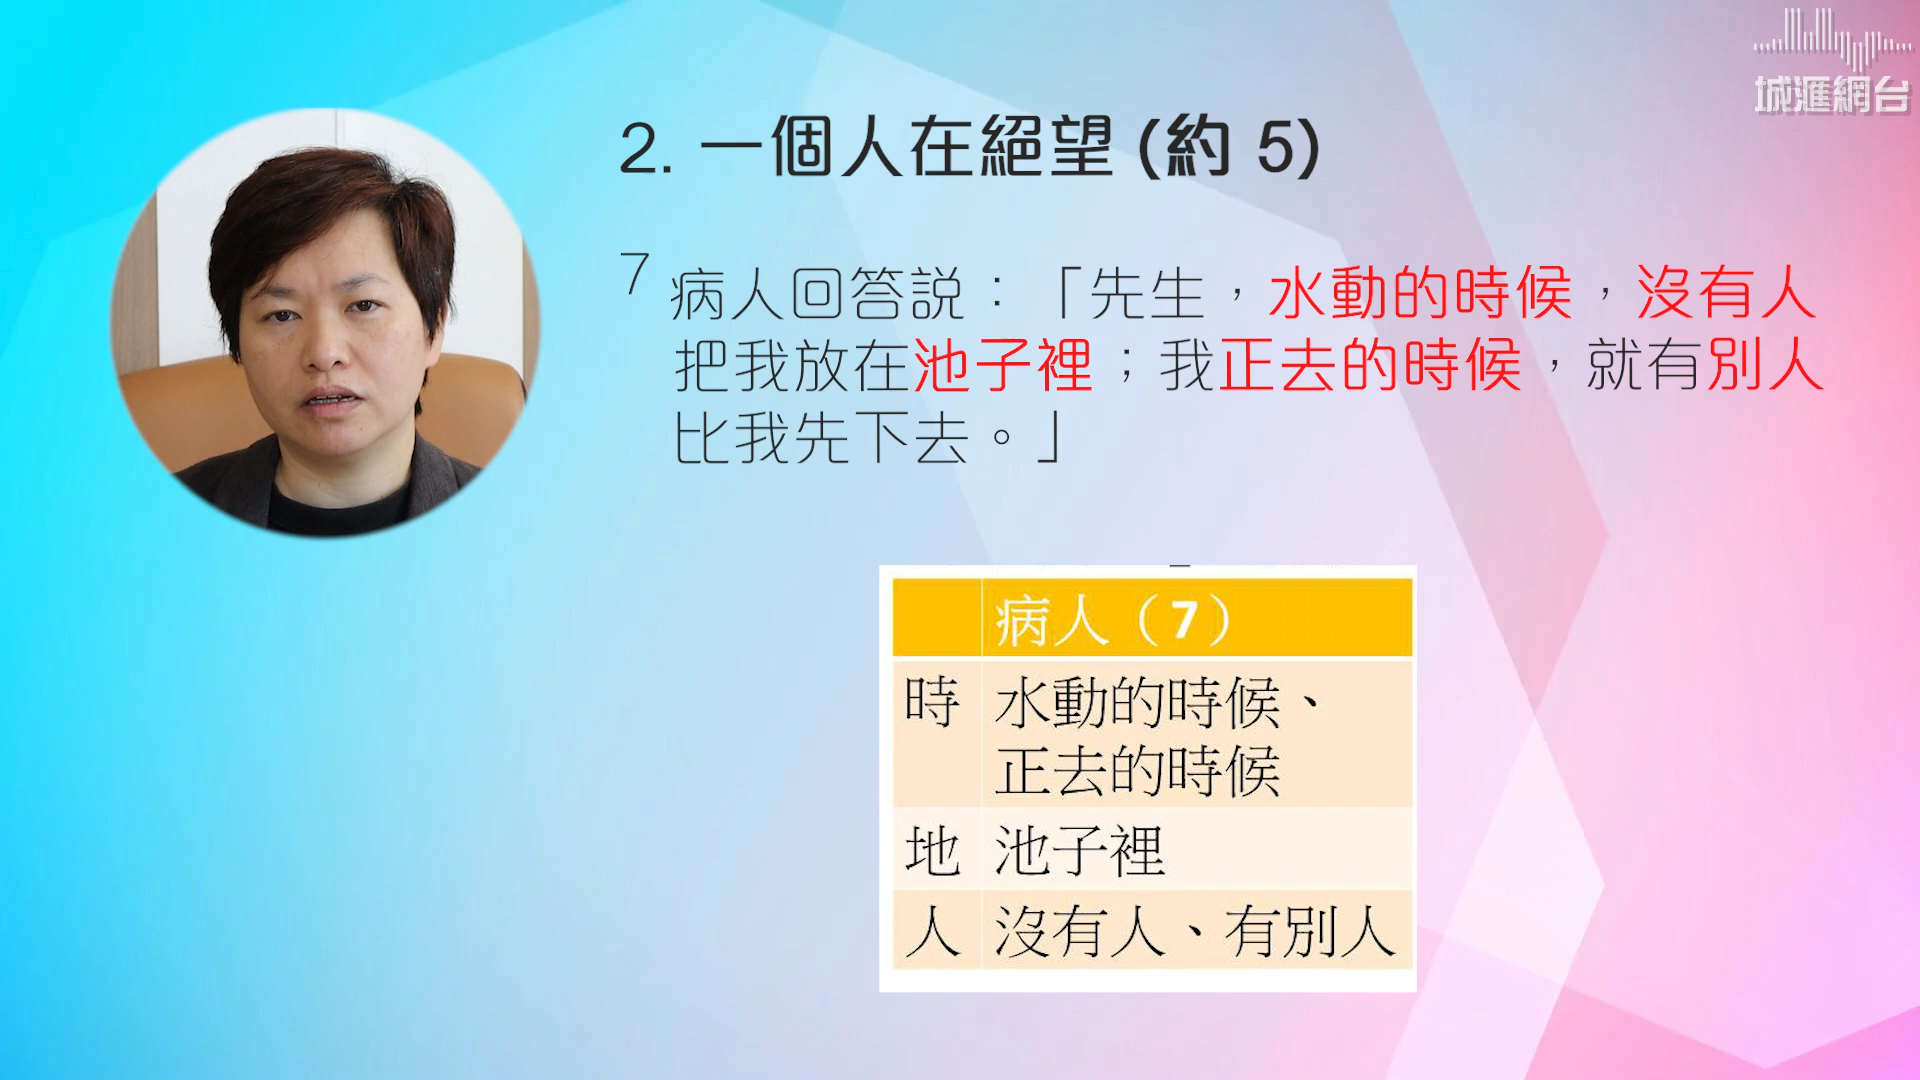 城滙網台
2. 一個人在絕望 (約 5)
7 病人回答説：「先生，水動的時候，沒有人
把我放在池子裡；我正去的時候，就有別人
比我先下去。」
病人（7）
時 水動的時候、
正去的時候
地 池子裡
人 沒有人、有別人